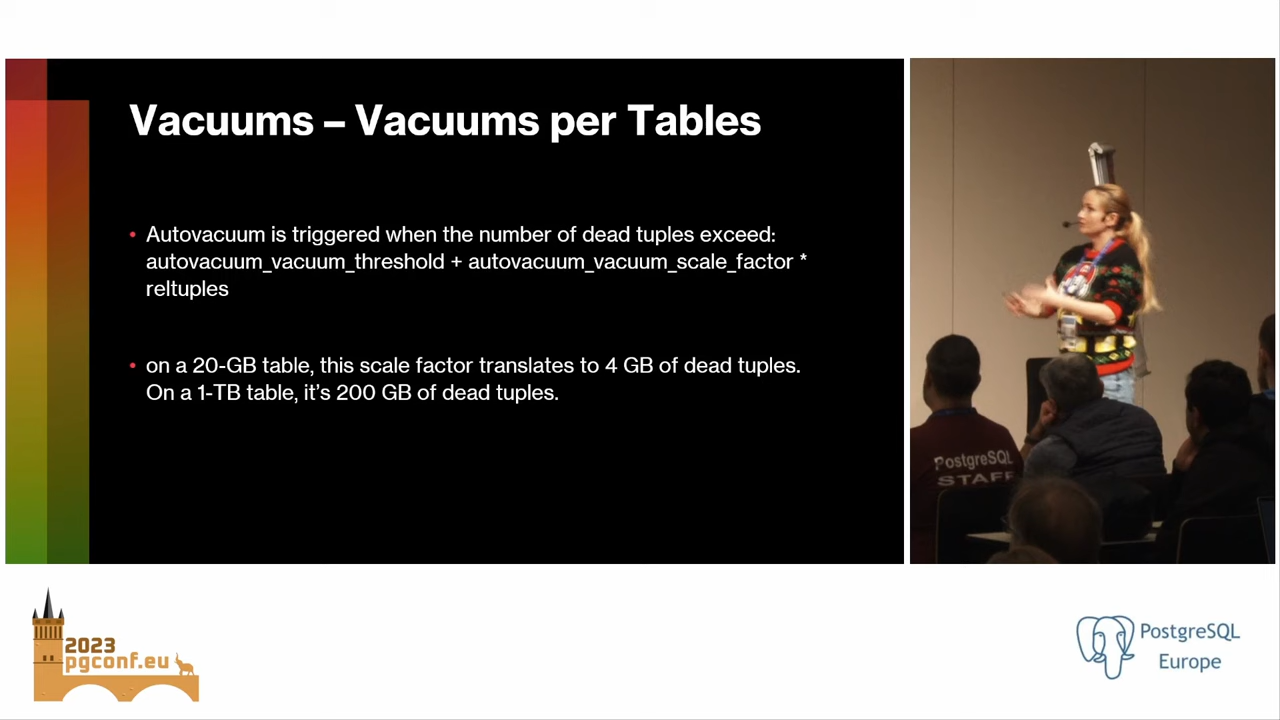 Vacuums – Vacuums per Tables
• Autovacuum is triggered when the number of dead tuples exceed:
autovacuum_vacuum_threshold + autovacuum_vacuum_scale_factor *
reltuples
• on a 20-GB table, this scale factor translates to 4 GB of dead tuples.
On a 1-TB table, it's 200 GB of dead tuples.
PostgreSQL
STAFF
2023
pgconf.eu
PostgreSQL
Europe